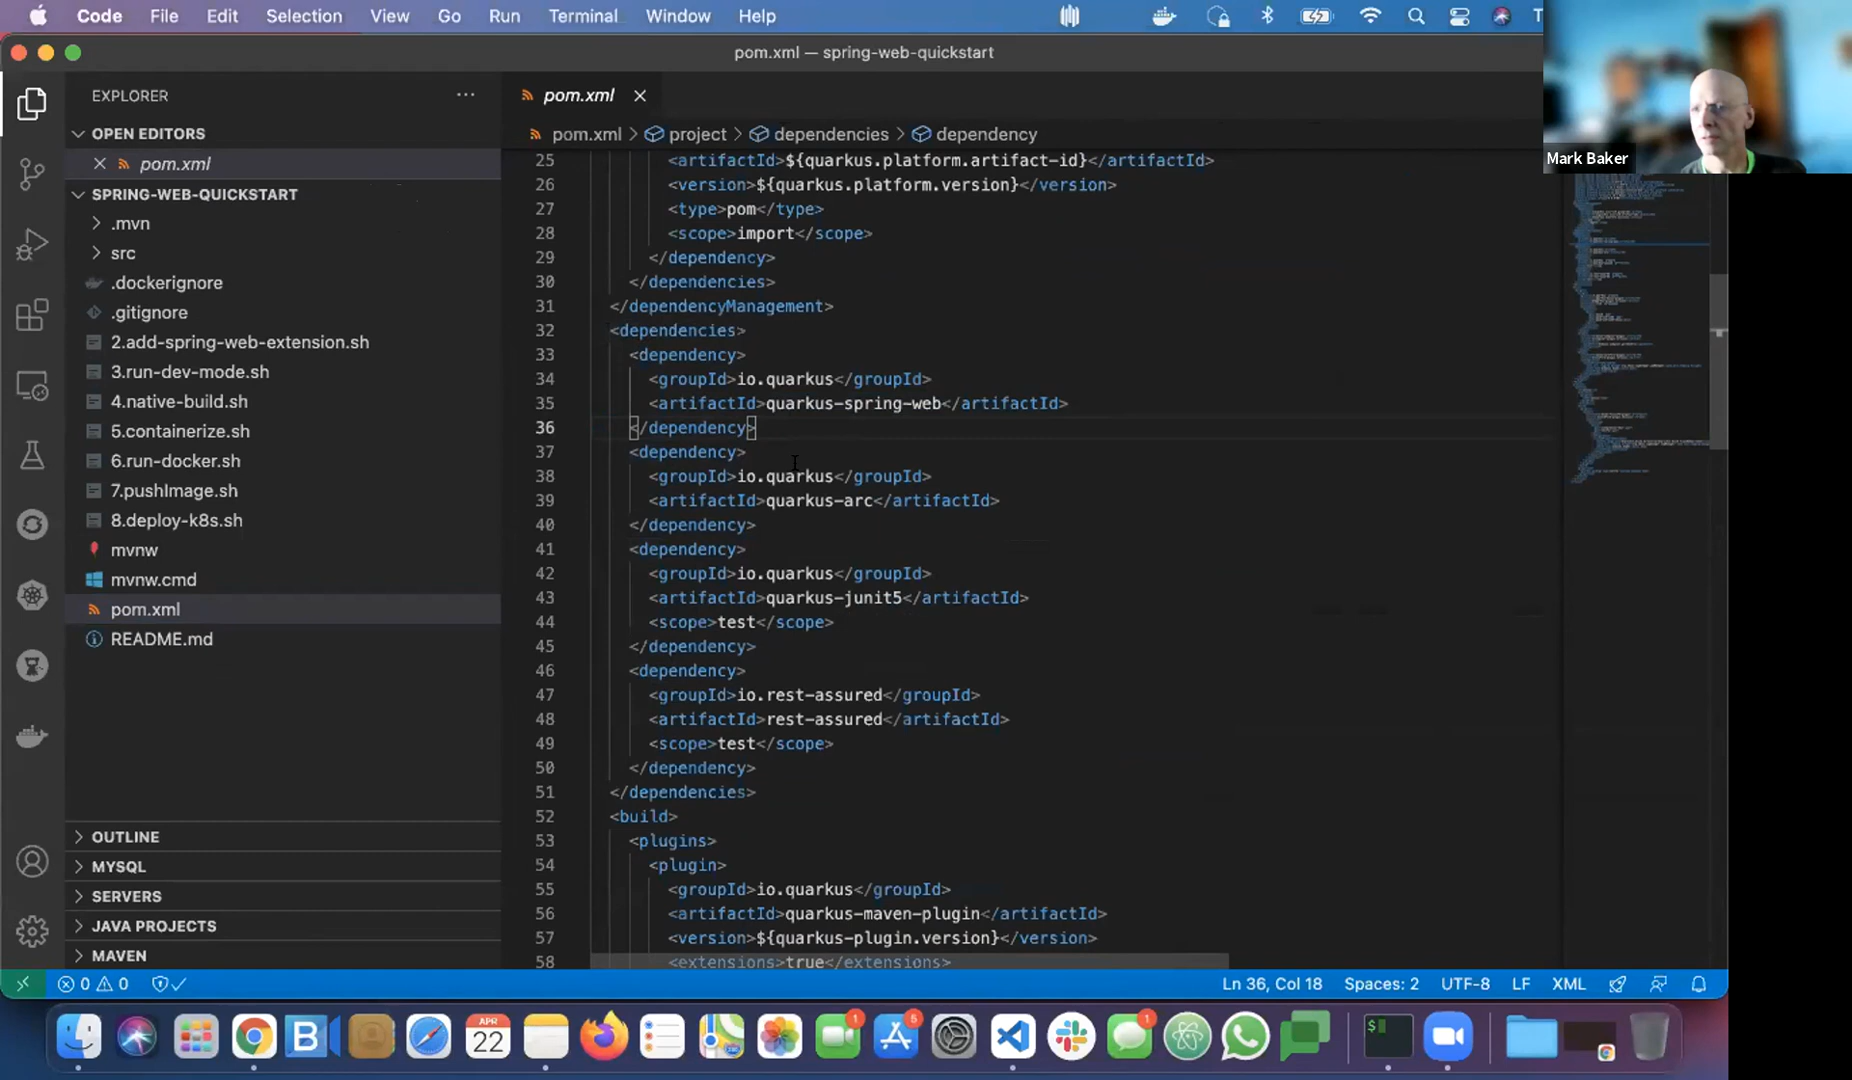 Code File Edit Selection View Go Run Terminal Window Help
pom.xml — spring-web-quickstart
Mark Baker
EXPLORER
OPEN EDITORS
pom.xml
SPRING-WEB-QUICKSTART
.mvn
src
.dockerignore
.gitignore
2.add-spring-web-extension.sh
3.run-dev-mode.sh
4.native-build.sh
5.containerize.sh
6.run-docker.sh
7.pushImage.sh
8.deploy-k8s.sh
mvnw
mvnw.cmd
pom.xml
README.md
OUTLINE
MYSQL
SERVERS
JAVA PROJECTS
MAVEN
pom.xml
pom.xml > project > dependencies > dependency
25 <artifactId>${quarkus.platform.artifact-id}</artifactId>
26 <version>${quarkus.platform.version}</version>
27 <type>pom</type>
28 <scope>import</scope>
29 </dependency>
30 </dependencies>
31 </dependencyManagement>
32 <dependencies>
33 <dependency>
34 <groupId>io.quarkus</groupId>
35 <artifactId>quarkus-spring-web</artifactId>
36 </dependency>
37 <dependency>
38 <groupId>io.quarkus</groupId>
39 <artifactId>quarkus-arc</artifactId>
40 </dependency>
41 <dependency>
42 <groupId>io.quarkus</groupId>
43 <artifactId>quarkus-junit5</artifactId>
44 <scope>test</scope>
45 </dependency>
46 <dependency>
47 <groupId>io.rest-assured</groupId>
48 <artifactId>rest-assured</artifactId>
49 <scope>test</scope>
50 </dependency>
51 </dependencies>
52 <build>
53 <plugins>
54 <plugin>
55 <groupId>io.quarkus</groupId>
56 <artifactId>quarkus-maven-plugin</artifactId>
57 <version>${quarkus-plugin.version}</version>
58 <extensions>true</extensions>
0 0 Ln 36, Col 18 Spaces: 2 UTF-8 LF XML
APR
22
1
5
1